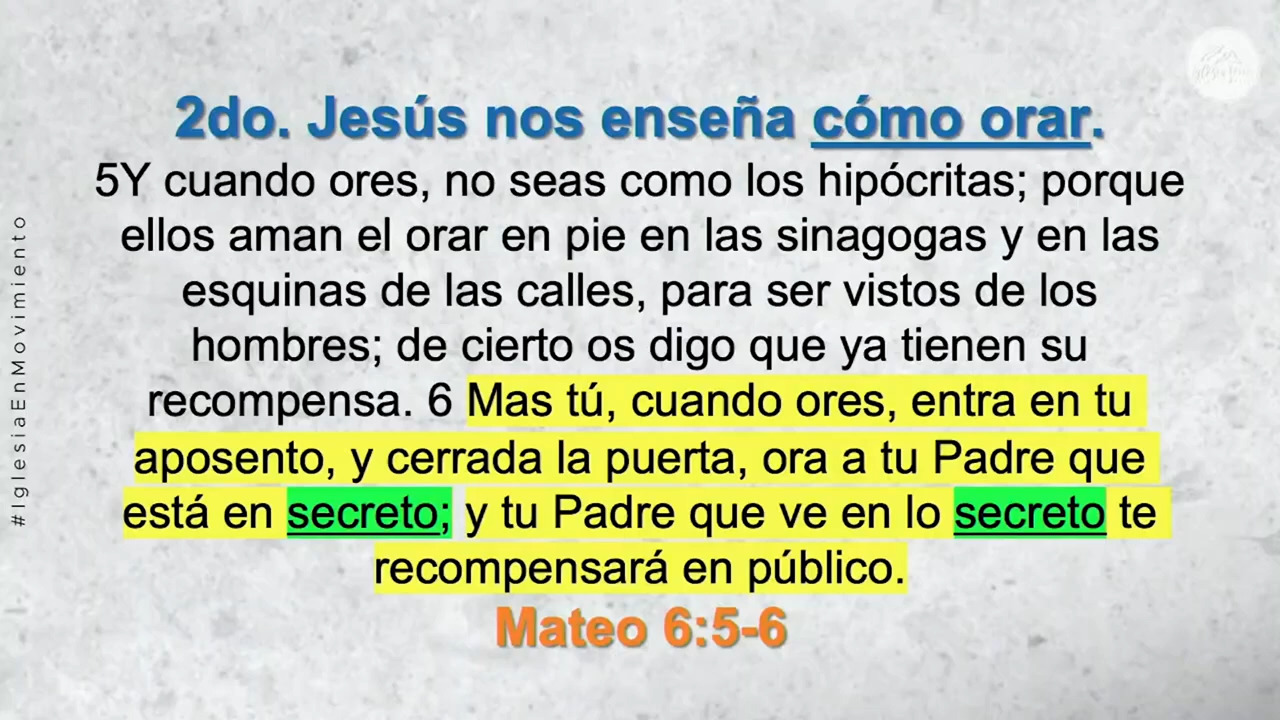 2do. Jesús nos enseña cómo orar.
5Y cuando ores, no seas como los hipócritas; porque
ellos aman el orar en pie en las sinagogas y en las
esquinas de las calles, para ser vistos de los
hombres; de cierto os digo que ya tienen su
recompensa. 6 Mas tú, cuando ores, entra en tu
aposento, y cerrada la puerta, ora a tu Padre que
está en secreto; y tu Padre que ve en lo secreto te
recompensará en público.
Mateo 6:5-6
#IglesiaEnMovimiento